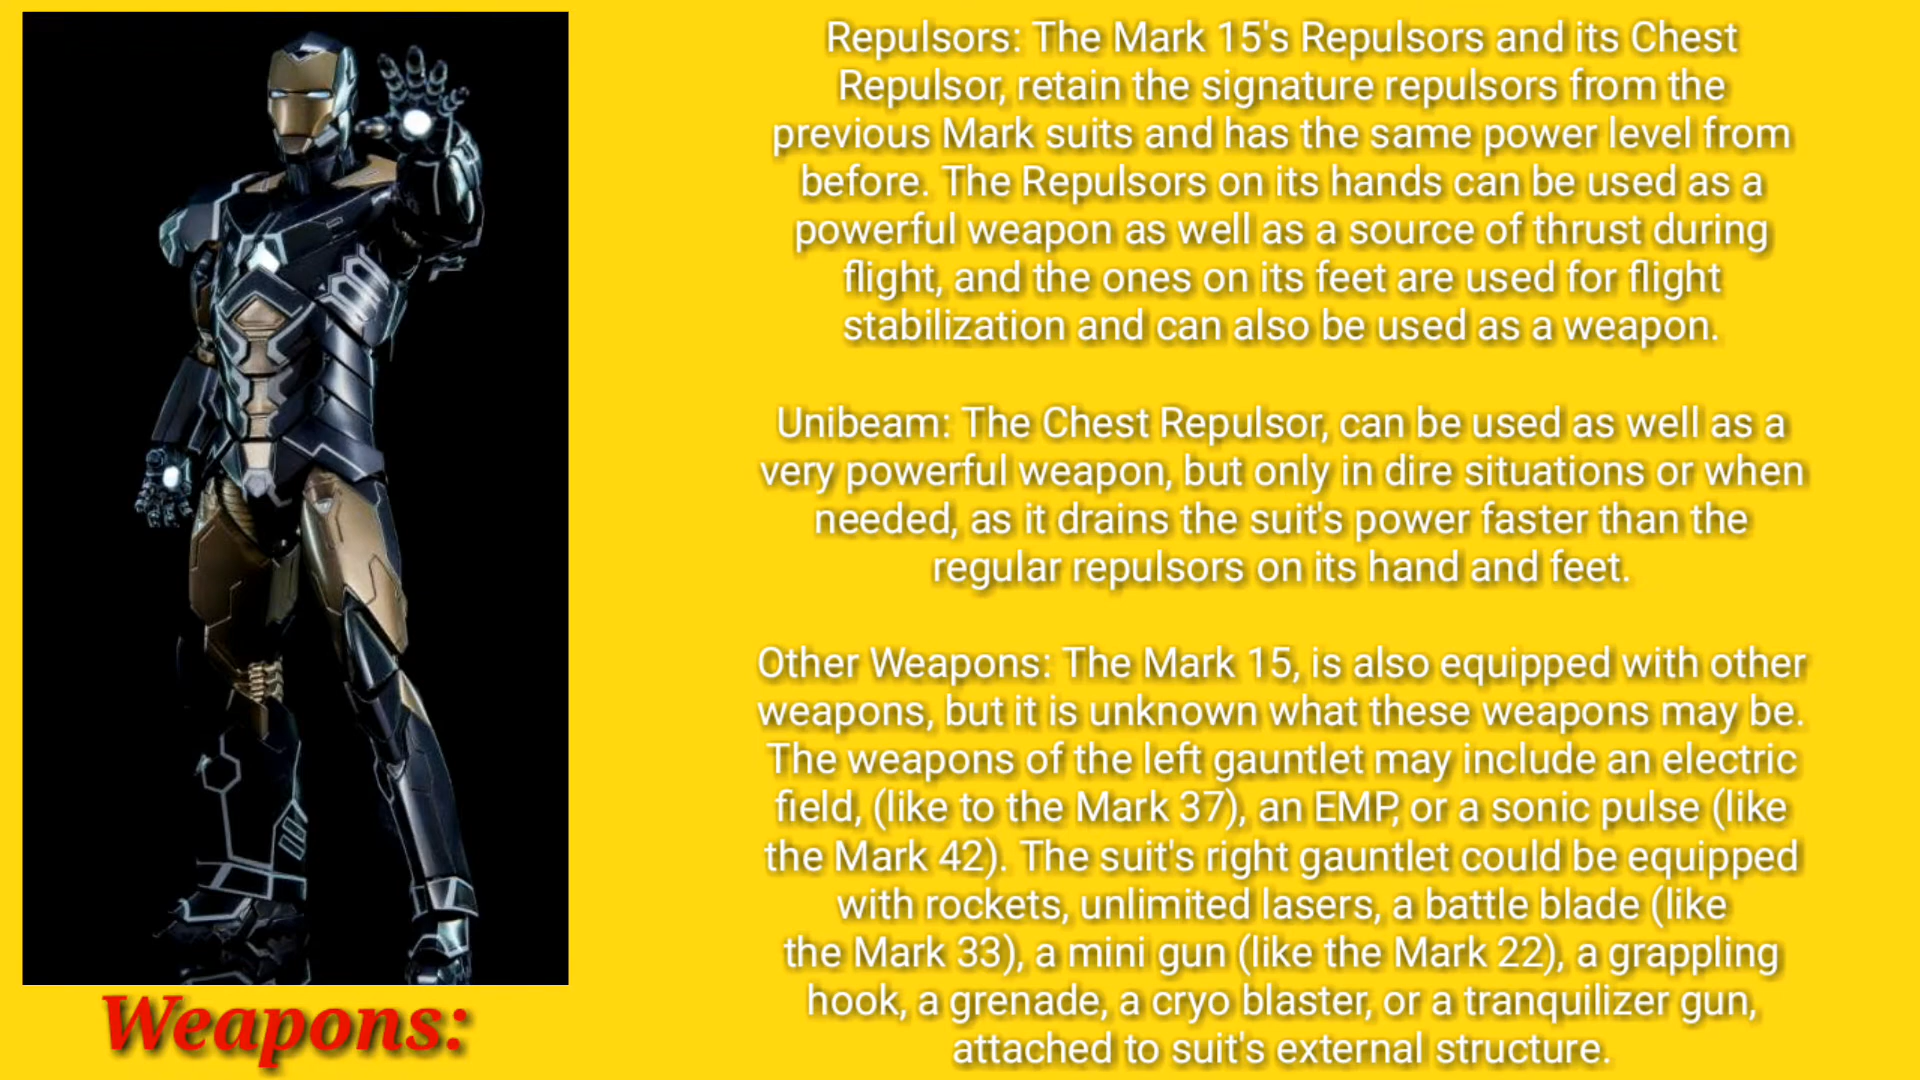 Repulsors: The Mark 15's Repulsors and its Chest
Repulsor, retain the signature repulsors from the
previous Mark suits and has the same power level from
before. The Repulsors on its hands can be used as a
powerful weapon as well as a source of thrust during
flight, and the ones on its feet are used for flight
stabilization and can also be used as a weapon.
Unibeam: The Chest Repulsor, can be used as well as a
very powerful weapon, but only in dire situations or when
needed, as it drains the suit's power faster than the
regular repulsors on its hand and feet.
Other Weapons: The Mark 15, is also equipped with other
weapons, but it is unknown what these weapons may be.
The weapons of the left gauntlet may include an electric
field, (like to the Mark 37), an EMP, or a sonic pulse (like
the Mark 42). The suit's right gauntlet could be equipped
with rockets, unlimited lasers, a battle blade (like
the Mark 33), a mini gun (like the Mark 22), a grappling
hook, a grenade, a cryo blaster, or a tranquilizer gun,
attached to suit's external structure.
Weapons: